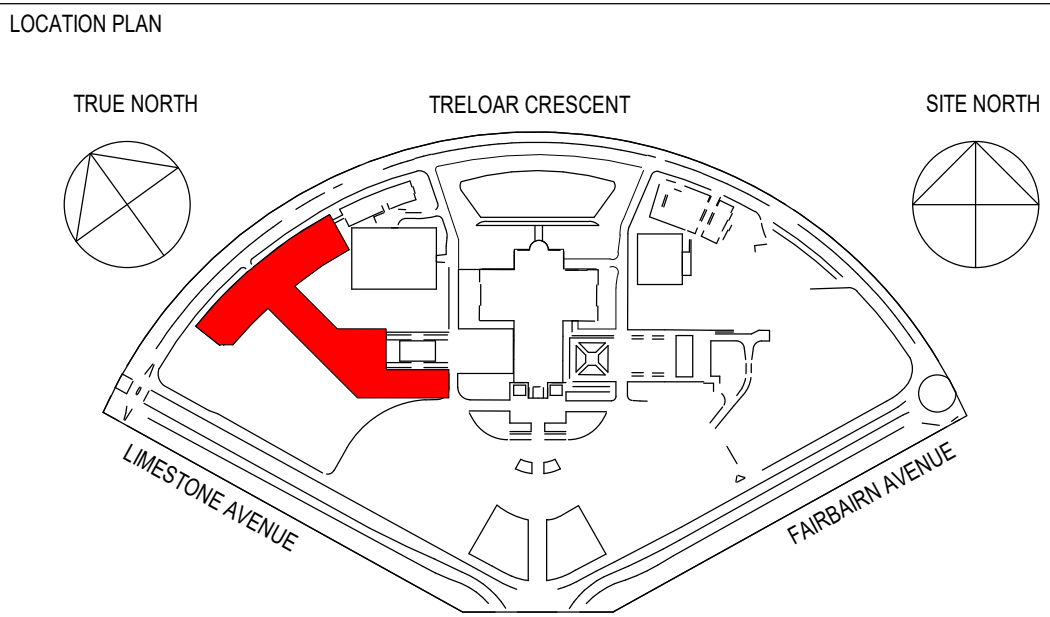 LOCATION PLAN
TRUE NORTH
TRELOAR CRESCENT
SITE NORTH
LIMESTONE AVENUE
FAIRBAIRN AVENUE